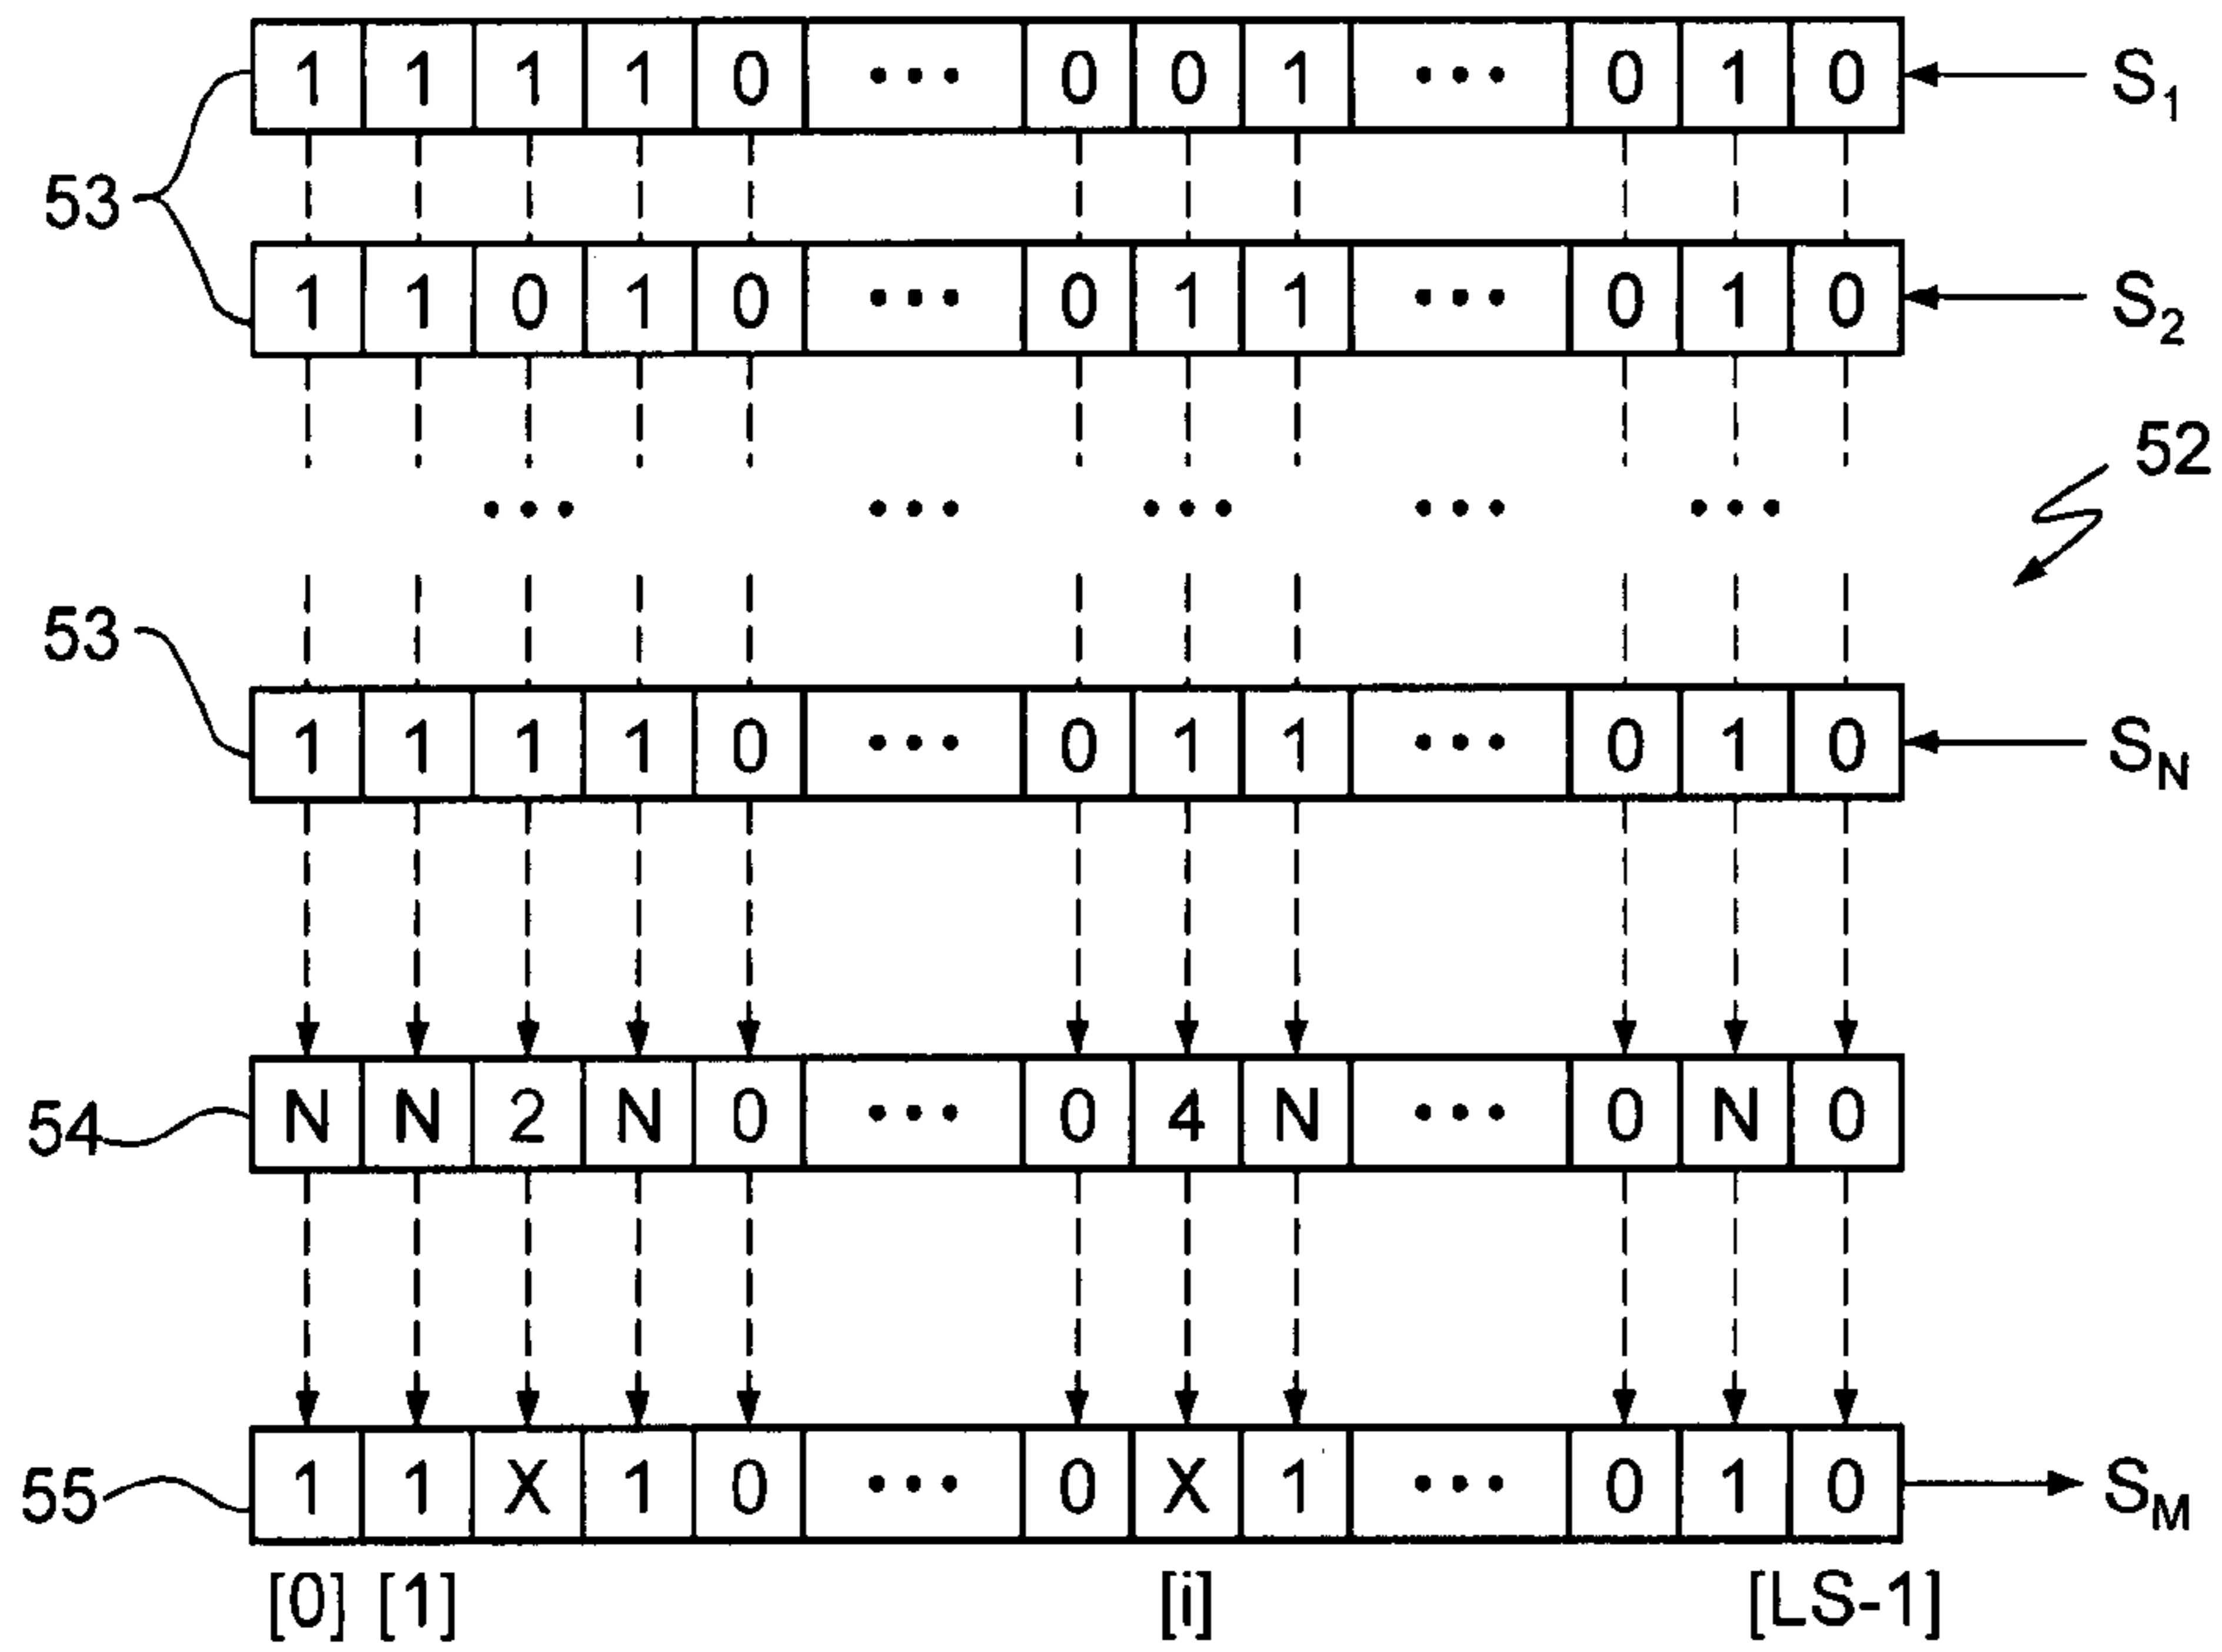 1 1 1 1 0 ... 0 0 1 ... 0 1 0 S1
53
1 1 0 1 0 ... 0 1 1 ... 0 1 0 S2
52
... ... ... ... ...
53
1 1 1 1 0 ... 0 1 1 ... 0 1 0 SN
54 N N 2 N 0 ... 0 4 N ... 0 N 0
55 1 1 X 1 0 ... 0 X 1 ... 0 1 0 SM
[0] [1] [i] [LS-1]